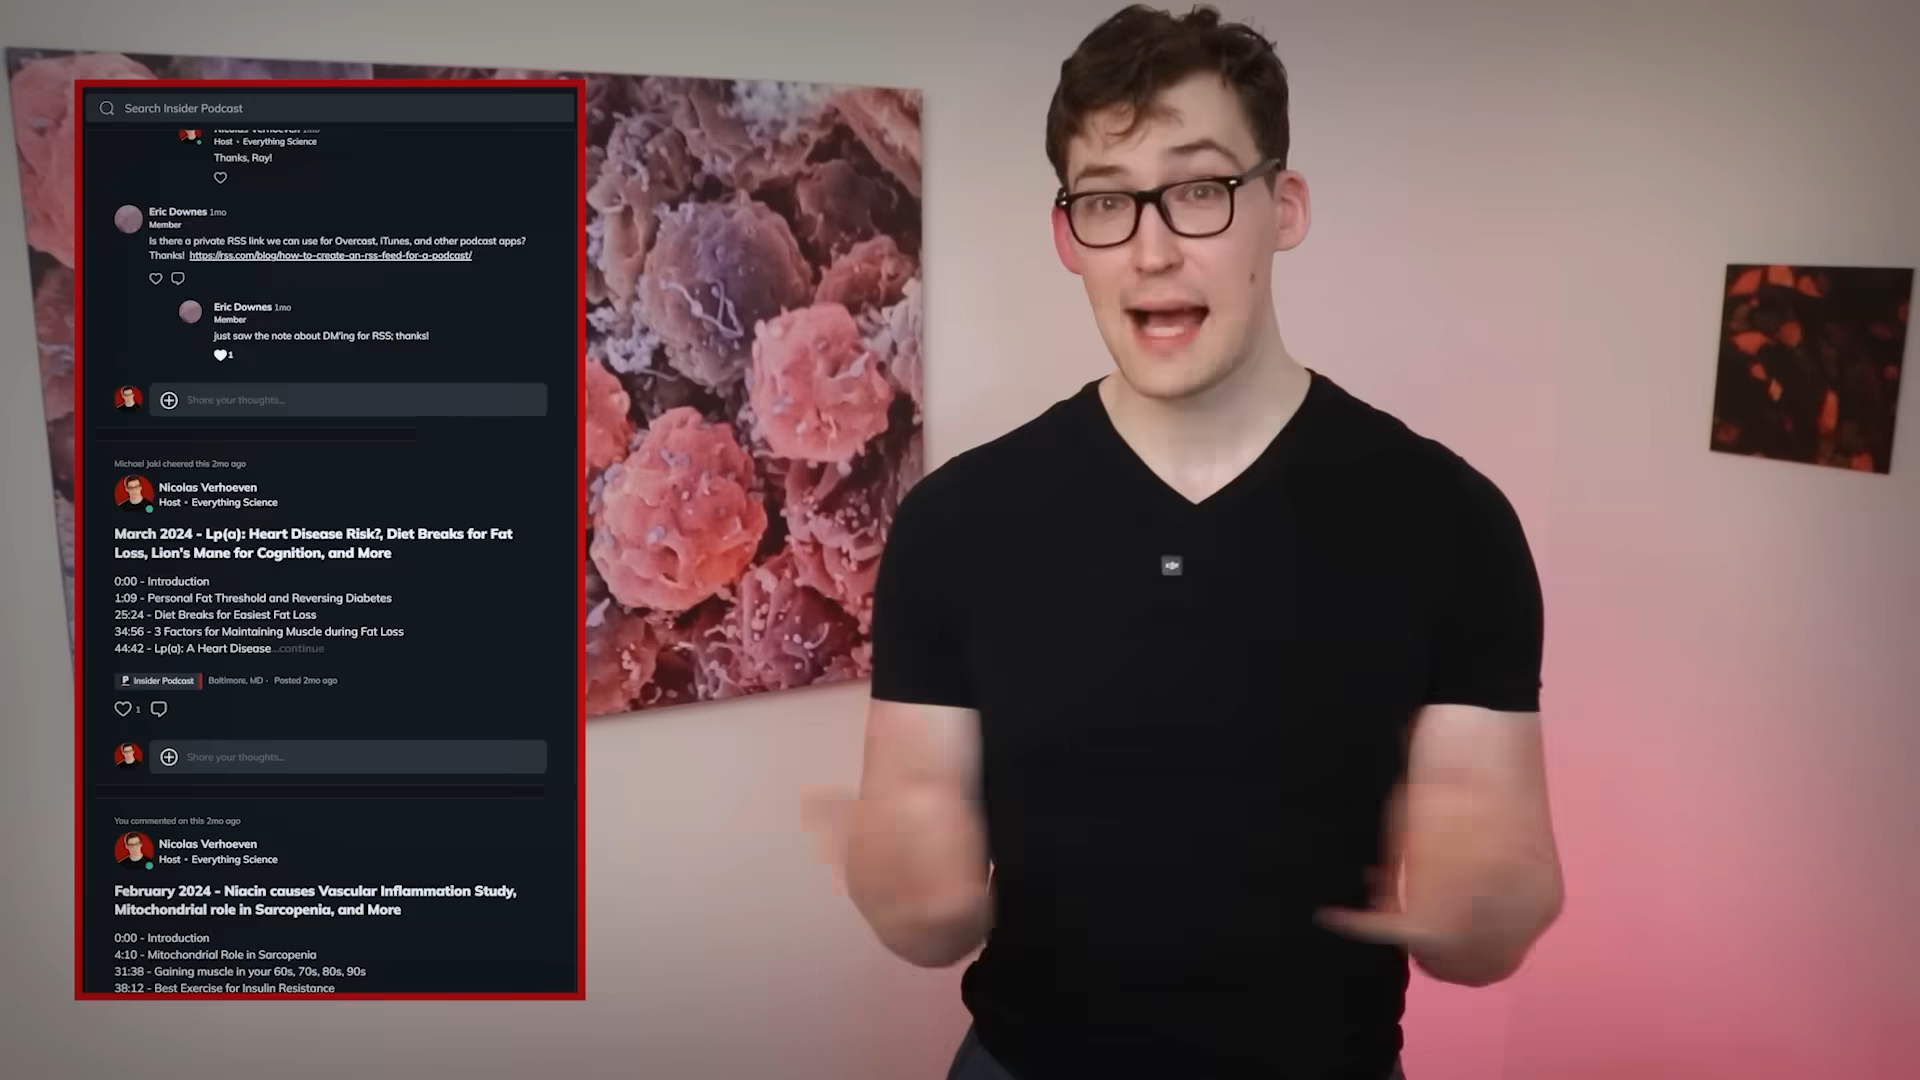 Search Insider Podcast
Nicolas Verhoeven 1mo
Host • Everything Science
Thanks, Ray!
Eric Downes 1mo
Member
Is there a private RSS link we can use for Overcast, iTunes, and other podcast apps?
Thanks! https://rss.com/blog/how-to-create-an-rss-feed-for-a-podcast/
Eric Downes 1mo
Member
just saw the note about DM'ing for RSS; thanks!
1
Share your thoughts...
Michael Jakl cheered this 2mo ago
Nicolas Verhoeven
Host • Everything Science
March 2024 - Lp(a): Heart Disease Risk?, Diet Breaks for Fat
Loss, Lion's Mane for Cognition, and More
0:00 - Introduction
1:09 - Personal Fat Threshold and Reversing Diabetes
25:24 - Diet Breaks for Easiest Fat Loss
34:56 - 3 Factors for Maintaining Muscle during Fat Loss
44:42 - Lp(a): A Heart Disease...continue
P Insider Podcast Baltimore, MD · Posted 2mo ago
1
Share your thoughts...
You commented on this 2mo ago
Nicolas Verhoeven
Host • Everything Science
February 2024 - Niacin causes Vascular Inflammation Study,
Mitochondrial role in Sarcopenia, and More
0:00 - Introduction
4:10 - Mitochondrial Role in Sarcopenia
31:38 - Gaining muscle in your 60s, 70s, 80s, 90s
38:12 - Best Exercise for Insulin Resistance
dji